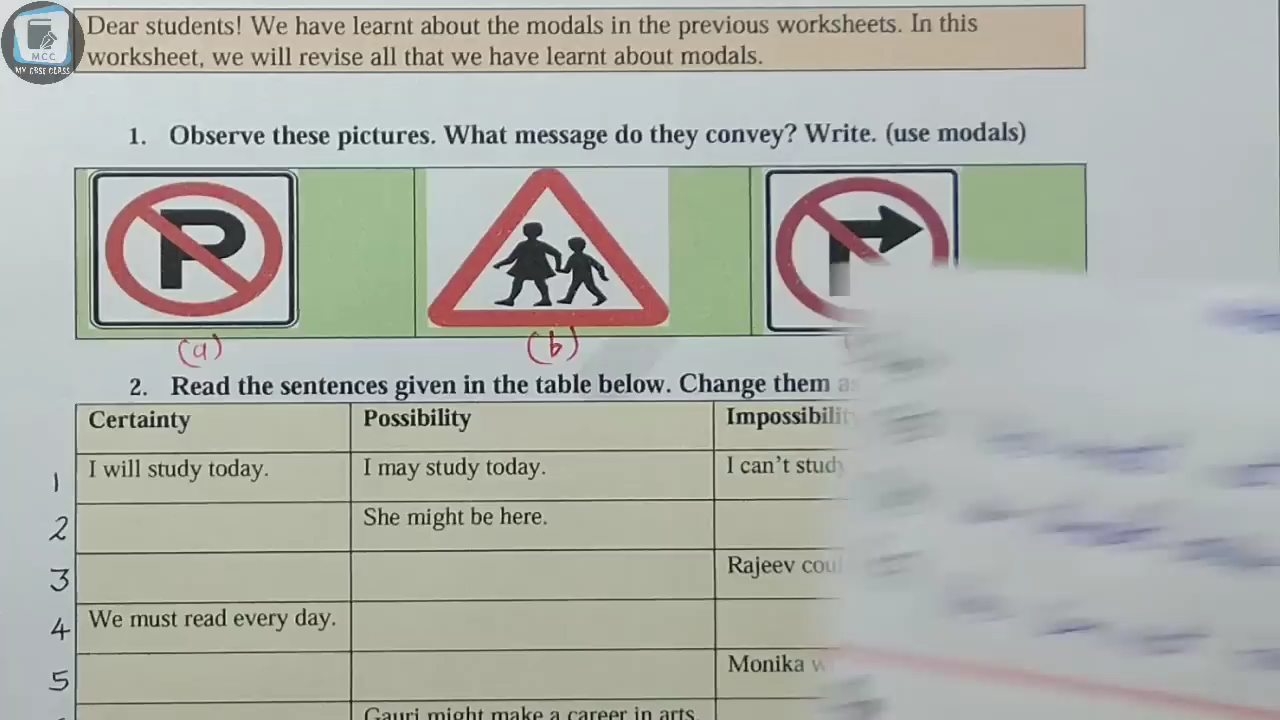 MCC
MY CBSE CLASS
Dear students! We have learnt about the modals in the previous worksheets. In this
worksheet, we will revise all that we have learnt about modals.
1. Observe these pictures. What message do they convey? Write. (use modals)
P
(a) (b)
2. Read the sentences given in the table below. Change them
Certainty Possibility
1 I will study today. I may study today. I can't
2 She might be here.
3 Rajeev
4 We must read every day.
5 Monika
Gauri might make a career in arts.